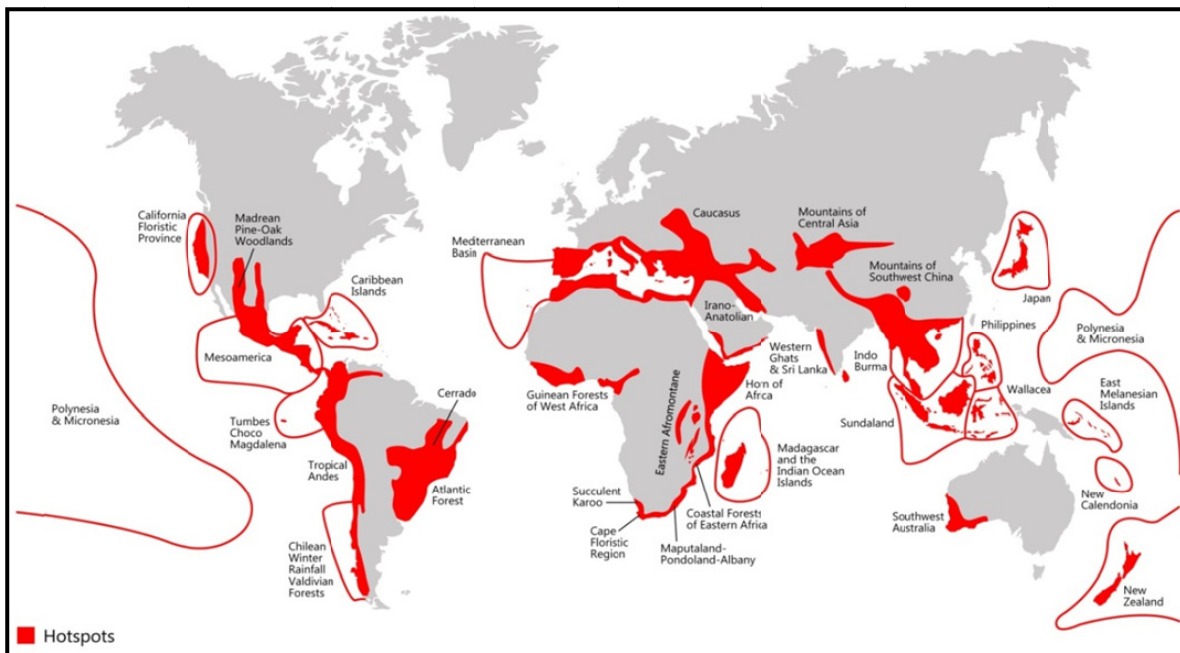 California
Floristic
Province
Madrean
Pine-Oak
Woodlands
Caribbean
Islands
Mesoamerica
Polynesia
& Micronesia
Tumbes
Choco
Magdalena
Tropical
Andes
Cerrado
Atlantic
Forest
Chilean
Winter
Rainfall
Valdivian
Forests
Mediterranean
Basin
Caucasus
Mountains of
Central Asia
Mountains of
Southwest China
Irano-
Anatolian
Japan
Philippines
Polynesia
& Micronesia
Western
Ghats
& Sri Lanka
Indo
Burma
Guinean Forests
of West Africa
Horn of
Africa
Eastern Afromontane
Wallacea
East
Melanesian
Islands
Sundaland
Madagascar
and the
Indian Ocean
Islands
Succulent
Karoo
Cape
Floristic
Region
Coastal Forests
of Eastern Africa
Maputaland-
Pondoland-Albany
Southwest
Australia
New
Calendonia
New
Zealand
Hotspots